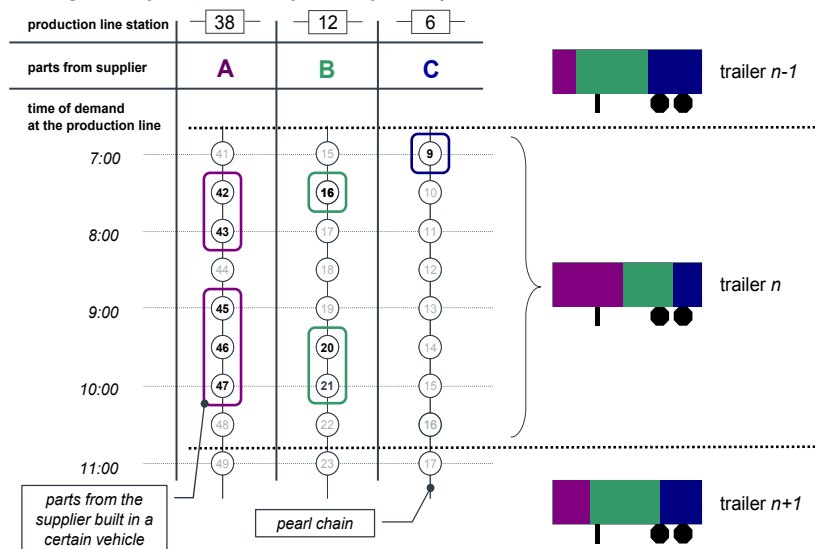 production line station 38 12 6
parts from supplier A B C
trailer n-1
time of demand
at the production line
7:00 41 15 9
42 16 10
8:00 43 17 11
44 18 12
trailer n
9:00 45 19 13
46 20 14
10:00 47 21 15
48 22 16
11:00 49 23 17
parts from the
supplier built in a
certain vehicle
pearl chain
trailer n+1